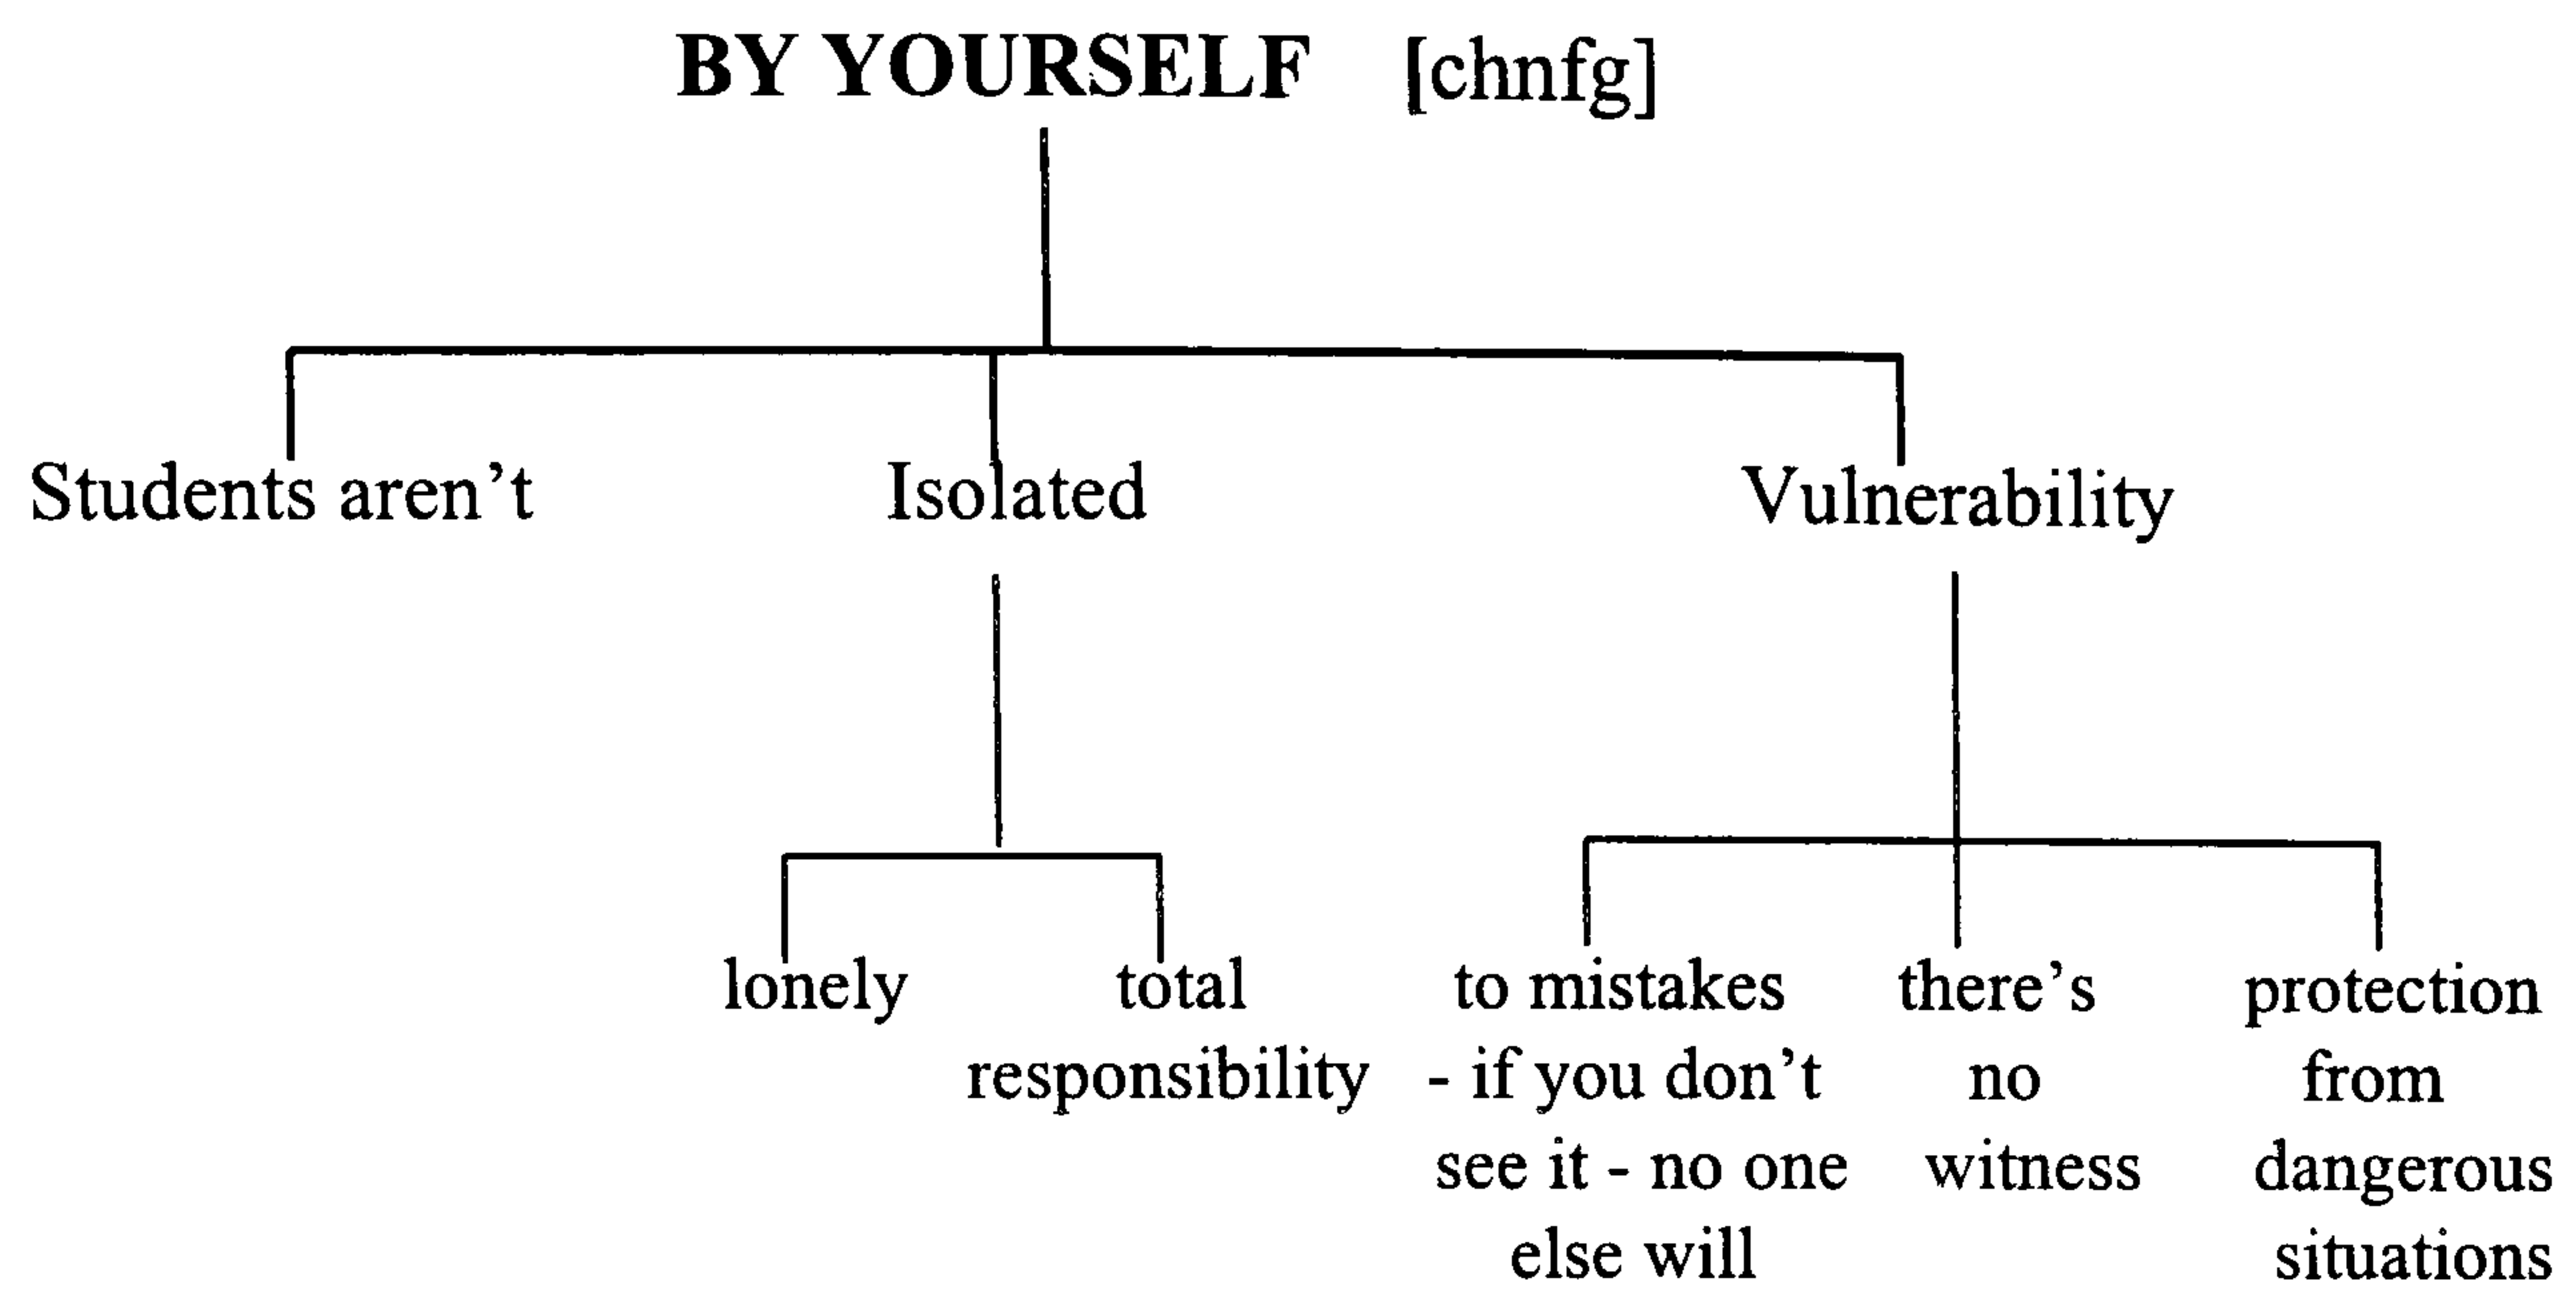 BY YOURSELF [chnfg]
Students aren't
Isolated
Vulnerability
lonely
total
responsibility
to mistakes
- if you don't
see it - no one
else will
there's
no
witness
protection
from
dangerous
situations